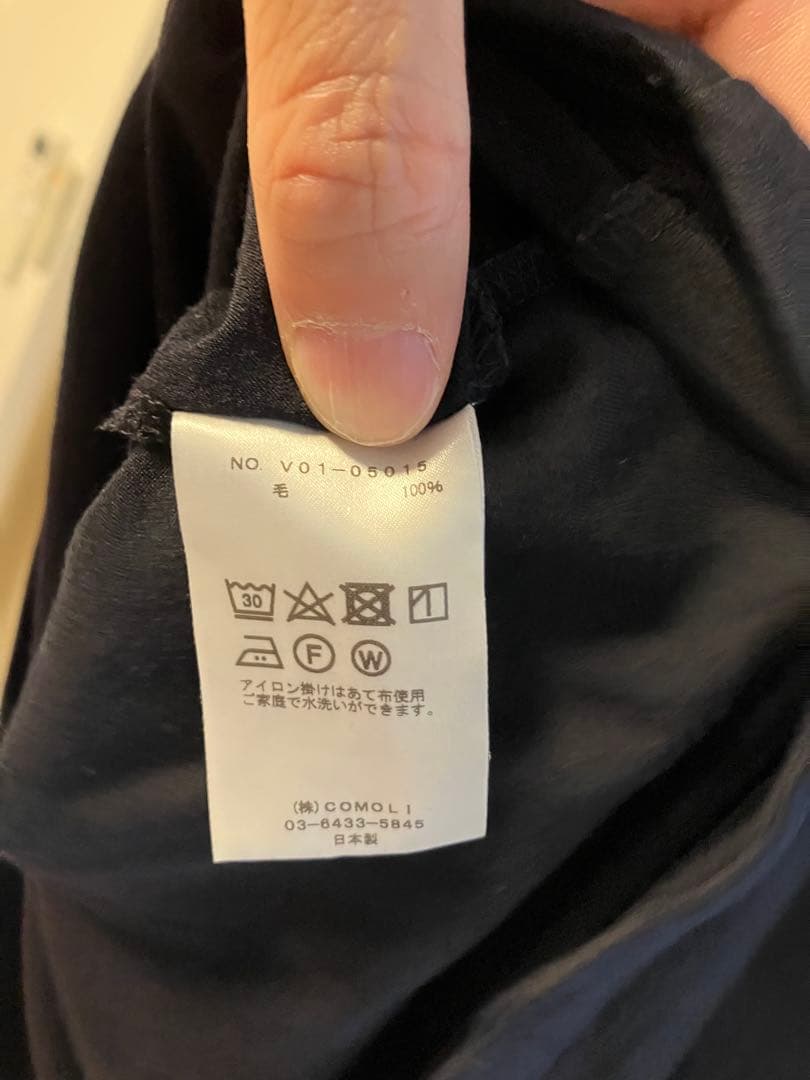 NO. V01-05015
毛 100%
30
F W
アイロン掛けはあて布使用
ご家庭で水洗いができます。
(株)COMOLI
03-6433-5845
日本製